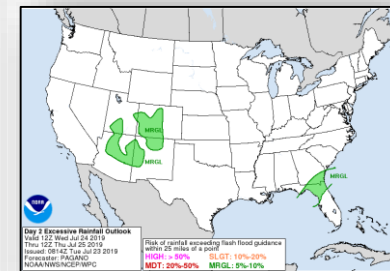 MRGL
MRGL
MRGL
NOAA
Day 2 Excessive Rainfall Outlook
Valid 12Z Wed Jul 24 2019
Thru 12Z Thu Jul 25 2019
Issued: 0814Z Tue Jul 23 2019
Forecaster: PAGANO
NOAA/NWS/NCEP/WPC
Risk of rainfall exceeding flash flood guidance
within 25 miles of a point
HIGH: > 50% SLGT: 10%-20%
MDT: 20%-50% MRGL: 5%-10%